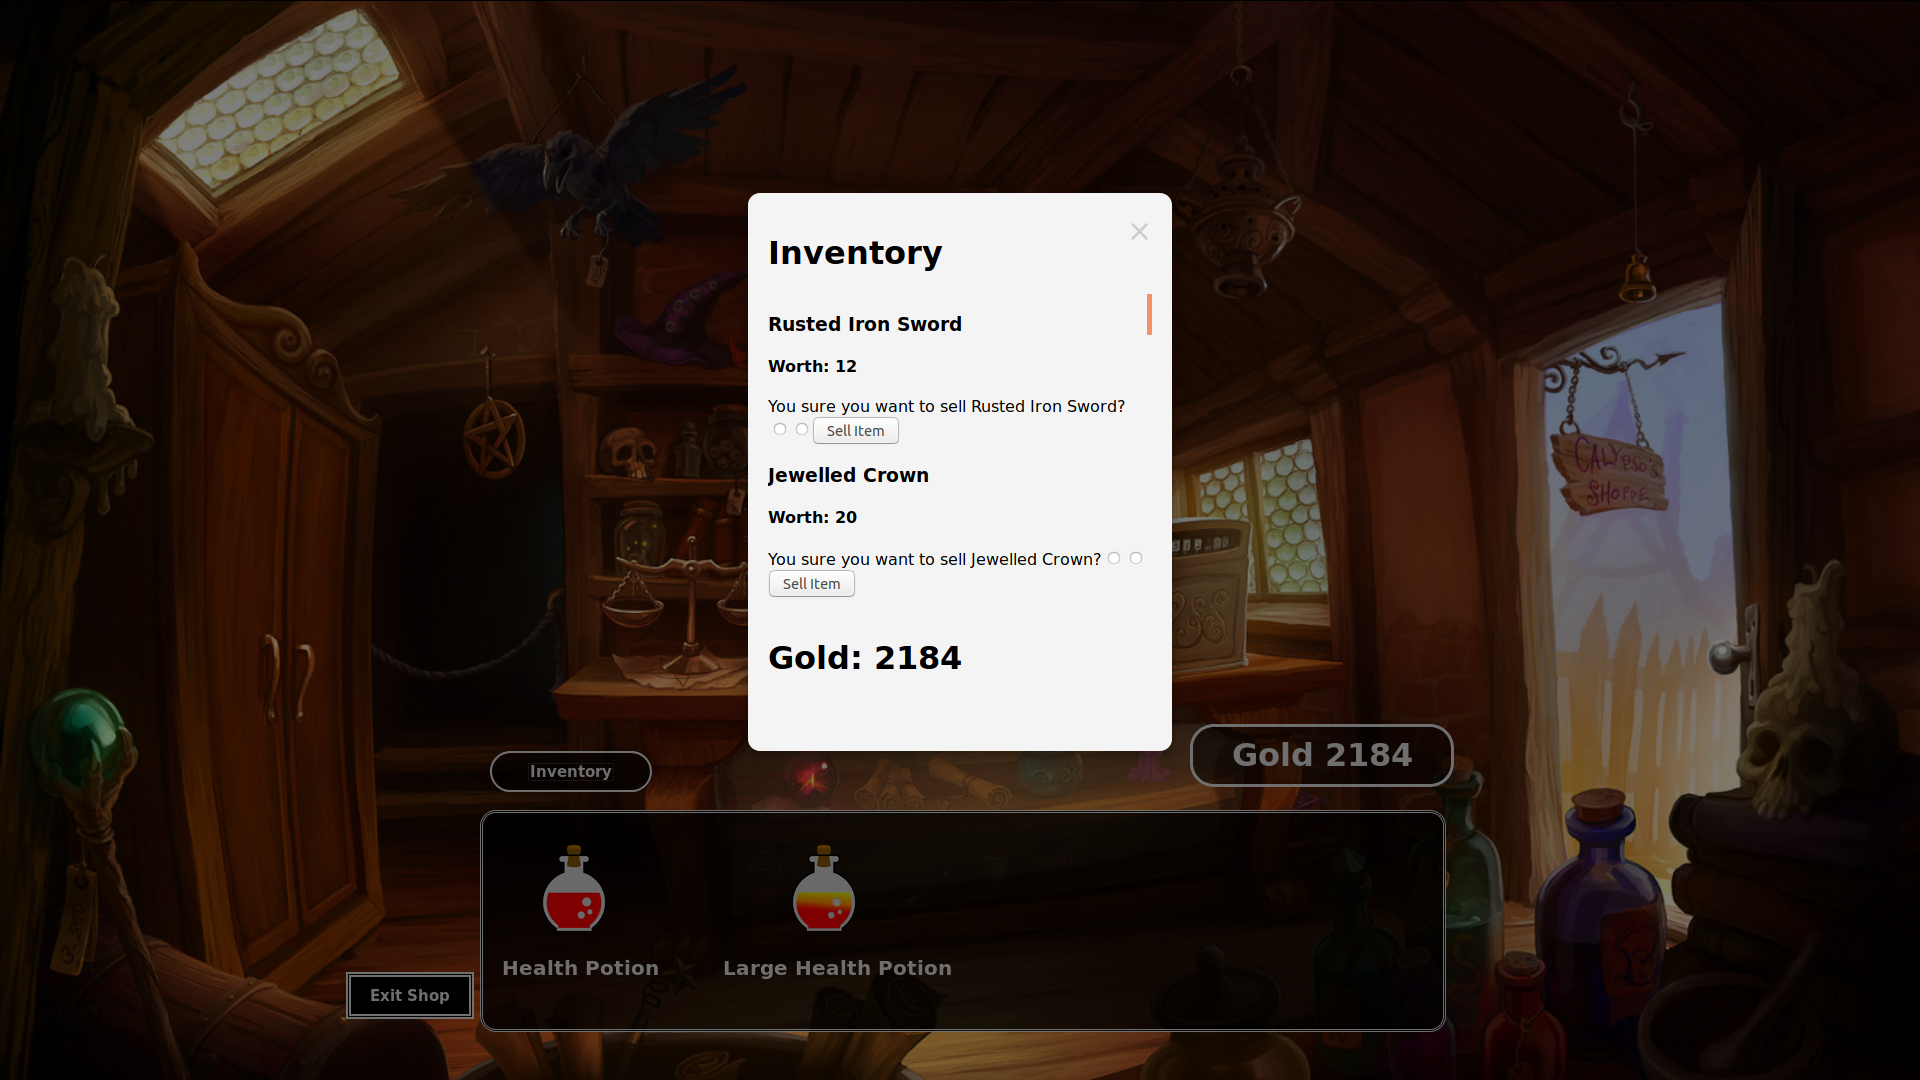 Inventory
Rusted Iron Sword
Worth: 12
You sure you want to sell Rusted Iron Sword?
Sell Item
Jewelled Crown
Worth: 20
You sure you want to sell Jewelled Crown?
Sell Item
Gold: 2184
CALYPSO'S
SHOPPE
Inventory
Gold 2184
Health Potion
Large Health Potion
Exit Shop